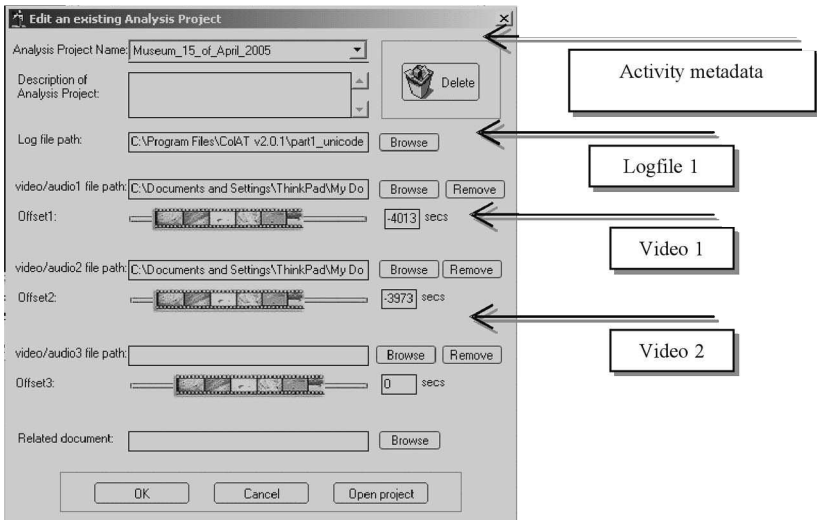 Edit an existing Analysis Project
Analysis Project Name: Museum_15_of_April_2005
Activity metadata
Description of
Analysis Project:
Delete
Log file path: C:\Program Files\ColAT v2.0.1\part1_unicode Browse
Logfile 1
video/audio1 file path: C:\Documents and Settings\ThinkPad\My Do Browse Remove
Offset1: -4013 secs
Video 1
video/audio2 file path: C:\Documents and Settings\ThinkPad\My Do Browse Remove
Offset2: -3973 secs
Video 2
video/audio3 file path: Browse Remove
Offset3: 0 secs
Related document: Browse
OK Cancel Open project